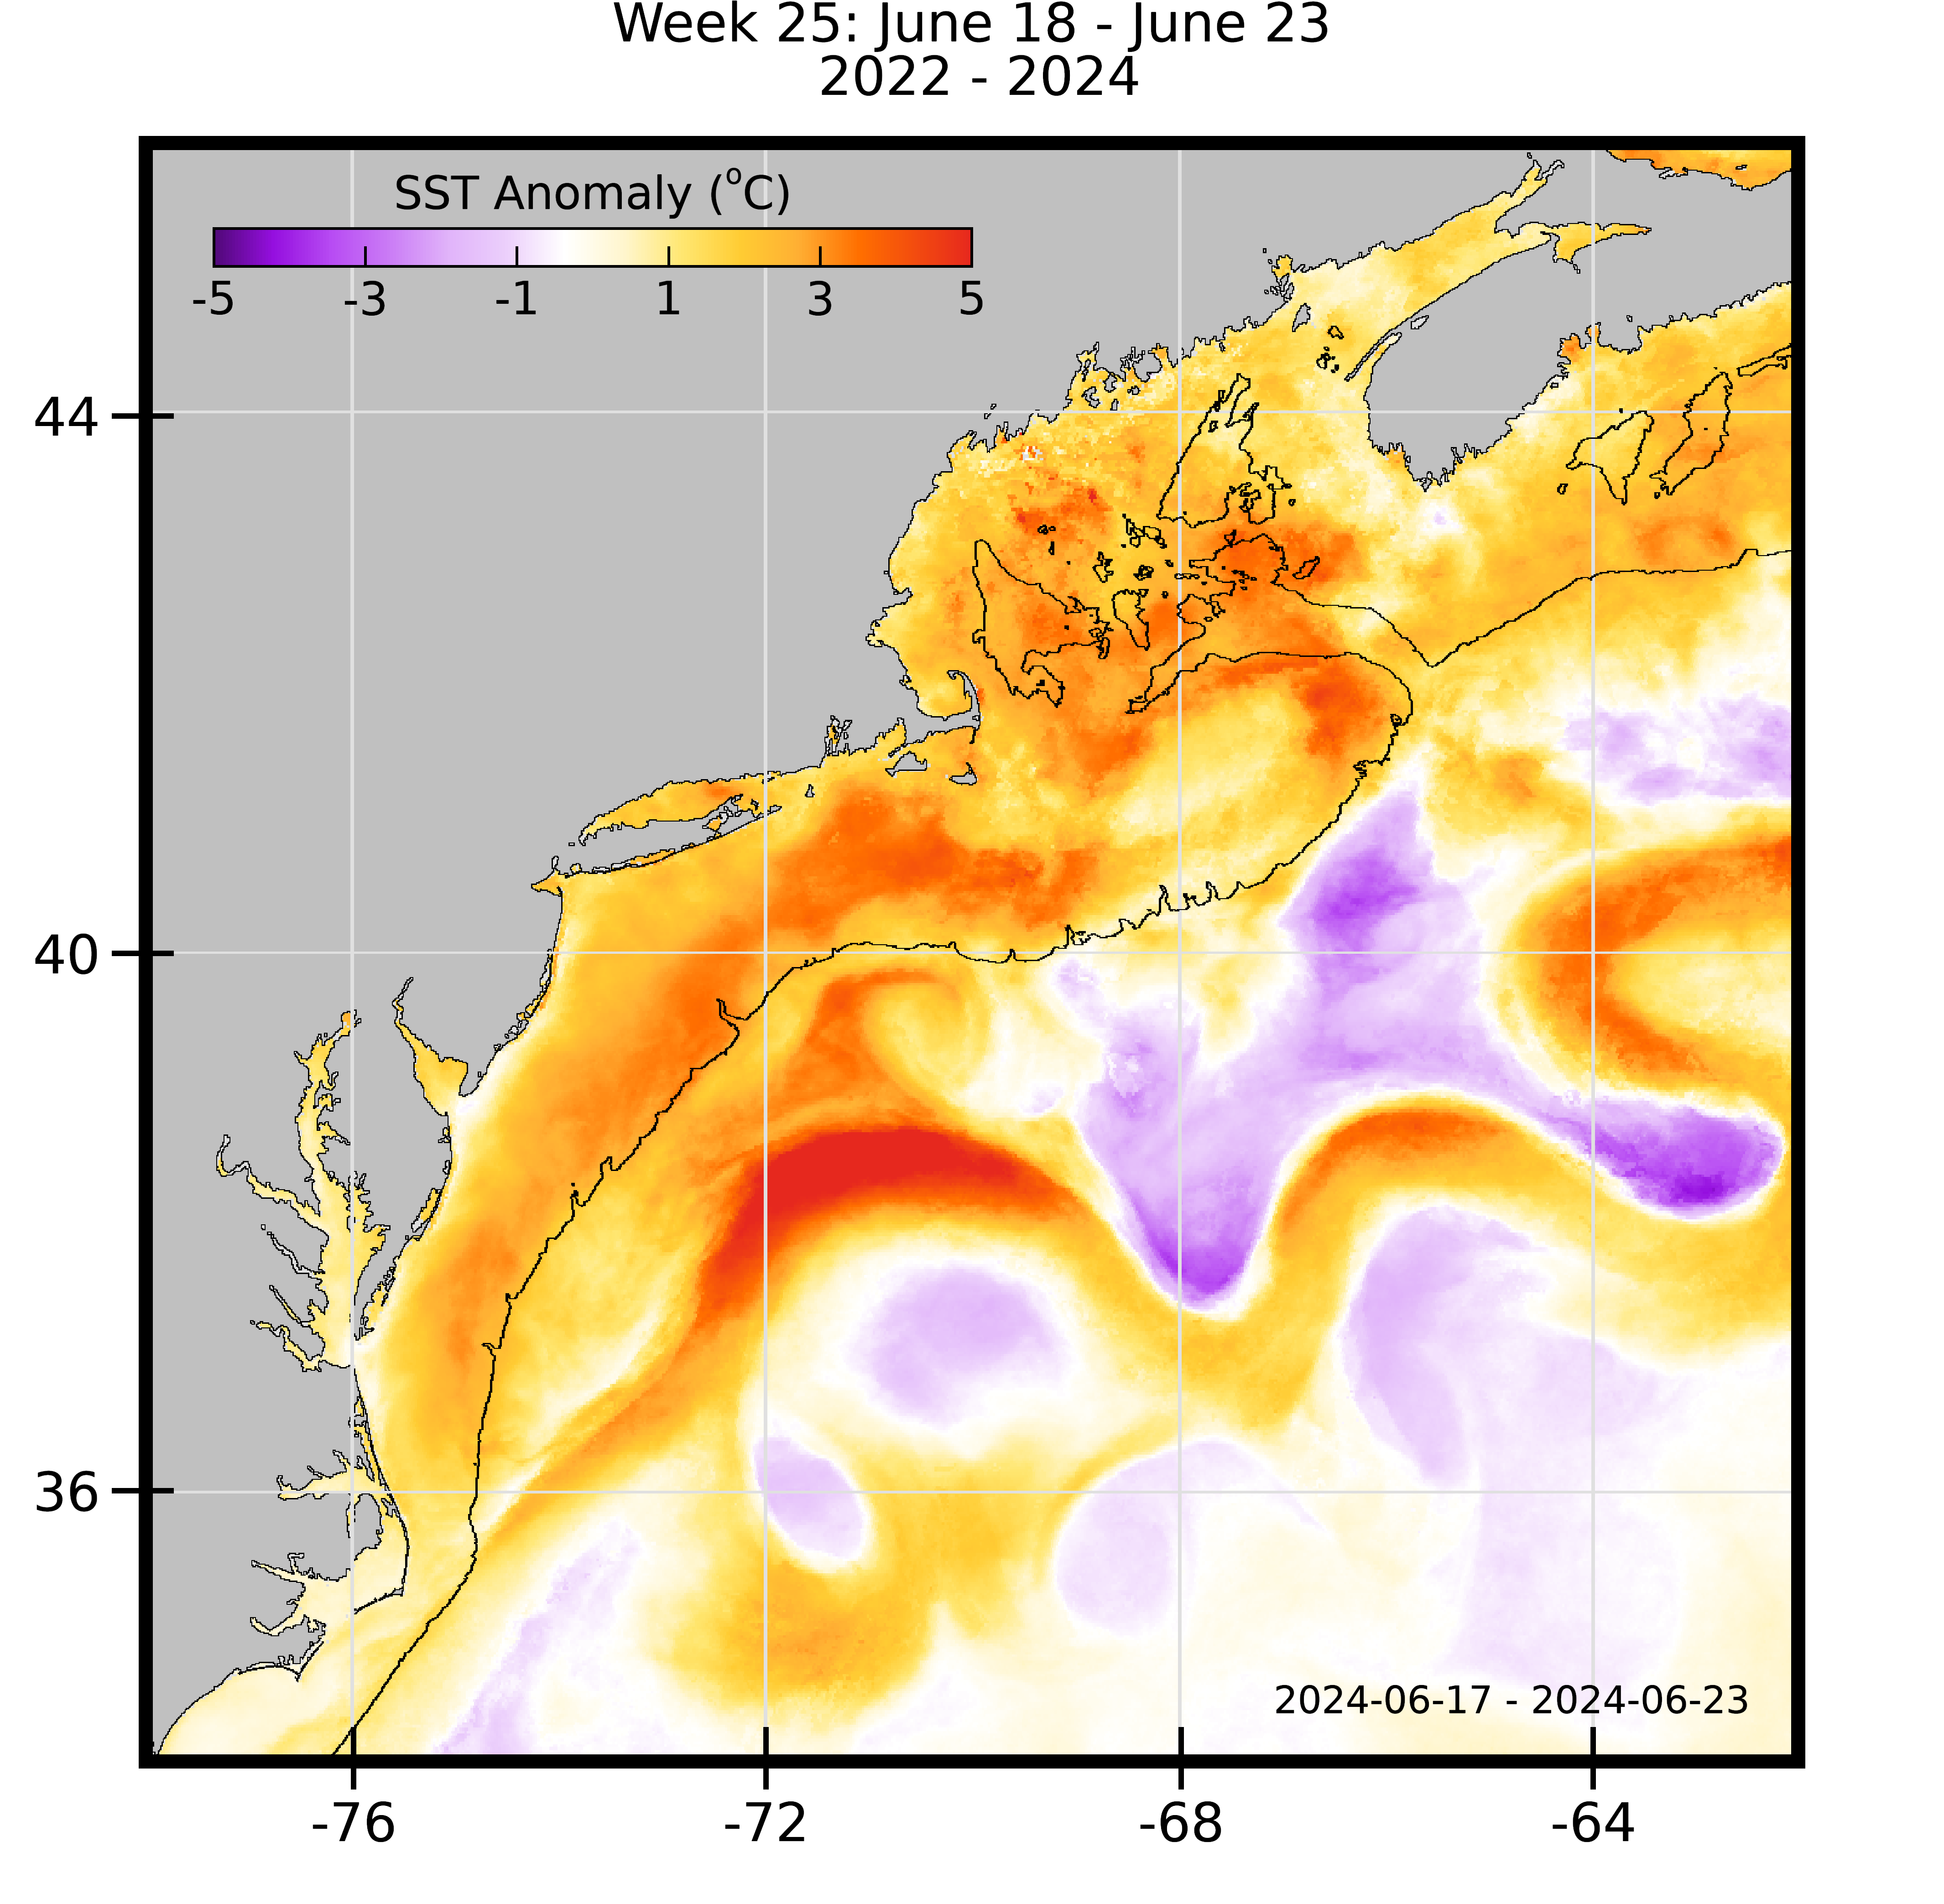 Week 25: June 18 - June 23
2022 - 2024
SST Anomaly (°C)
-5 -3 -1 1 3 5
44
40
36
2024-06-17 - 2024-06-23
-76 -72 -68 -64